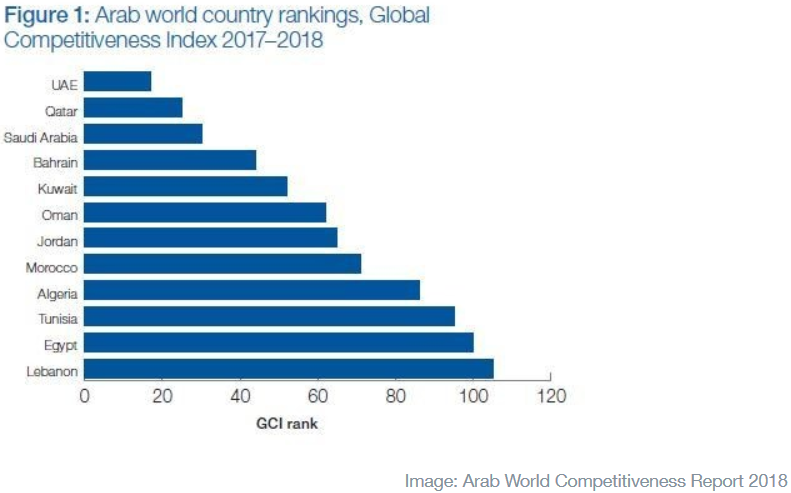 Figure 1: Arab world country rankings, Global
Competitiveness Index 2017–2018
UAE
Qatar
Saudi Arabia
Bahrain
Kuwait
Oman
Jordan
Morocco
Algeria
Tunisia
Egypt
Lebanon
0 20 40 60 80 100 120
GCI rank
Image: Arab World Competitiveness Report 2018